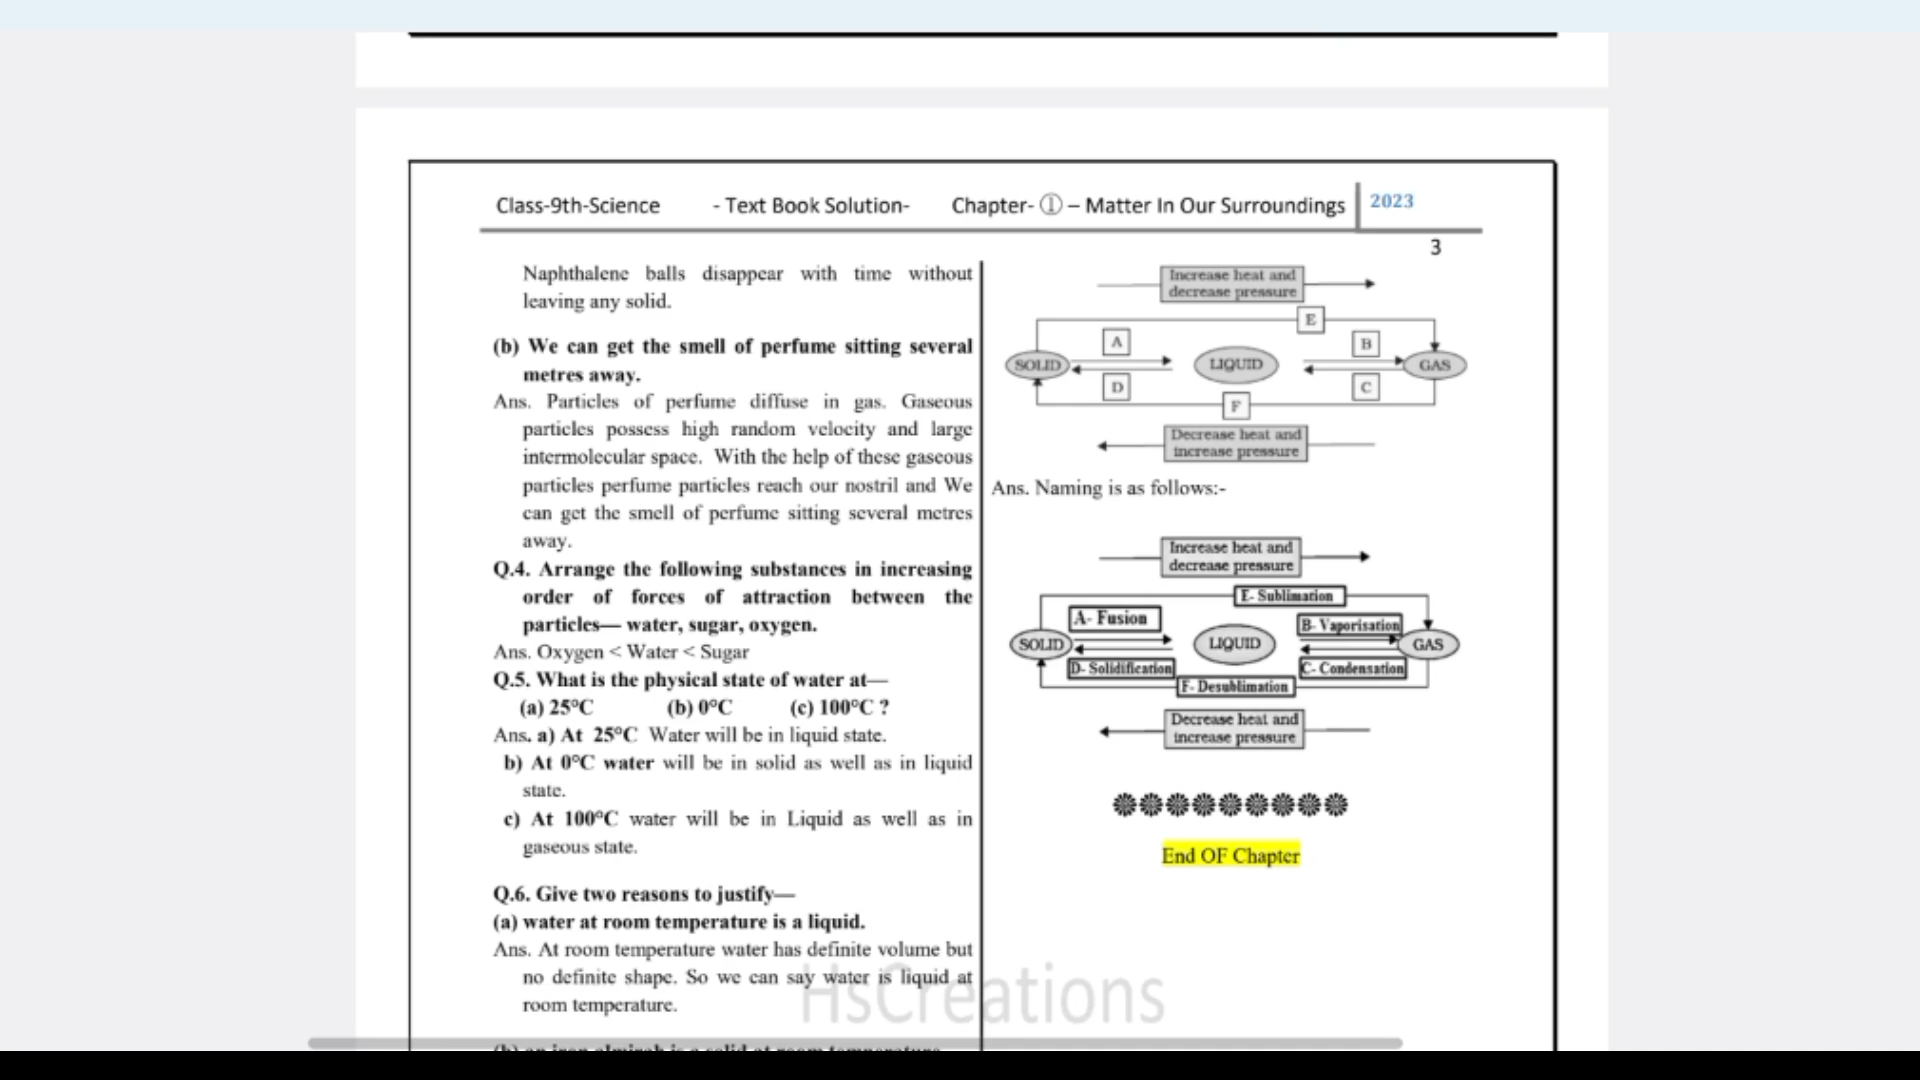 Class-9th-Science - Text Book Solution- Chapter- ① – Matter In Our Surroundings 2023
3
Naphthalene balls disappear with time without
leaving any solid.
(b) We can get the smell of perfume sitting several
metres away.
Ans. Particles of perfume diffuse in gas. Gaseous
particles possess high random velocity and large
intermolecular space. With the help of these gaseous
particles perfume particles reach our nostril and We
can get the smell of perfume sitting several metres
away.
Q.4. Arrange the following substances in increasing
order of forces of attraction between the
particles— water, sugar, oxygen.
Ans. Oxygen < Water < Sugar
Q.5. What is the physical state of water at—
(a) 25°C (b) 0°C (c) 100°C ?
Ans. a) At 25°C Water will be in liquid state.
b) At 0°C water will be in solid as well as in liquid
state.
c) At 100°C water will be in Liquid as well as in
gaseous state.
Q.6. Give two reasons to justify—
(a) water at room temperature is a liquid.
Ans. At room temperature water has definite volume but
no definite shape. So we can say water is liquid at
room temperature.
(b) an iron almirah is a solid at room temperature.
Increase heat and
decrease pressure
E
A
B
SOLID
LIQUID
GAS
D
C
F
Decrease heat and
increase pressure
Ans. Naming is as follows:-
Increase heat and
decrease pressure
E- Sublimation
A- Fusion
B- Vaporisation
SOLID
LIQUID
GAS
D- Solidification
C- Condensation
F- Desublimation
Decrease heat and
increase pressure
End OF Chapter
HsCreations